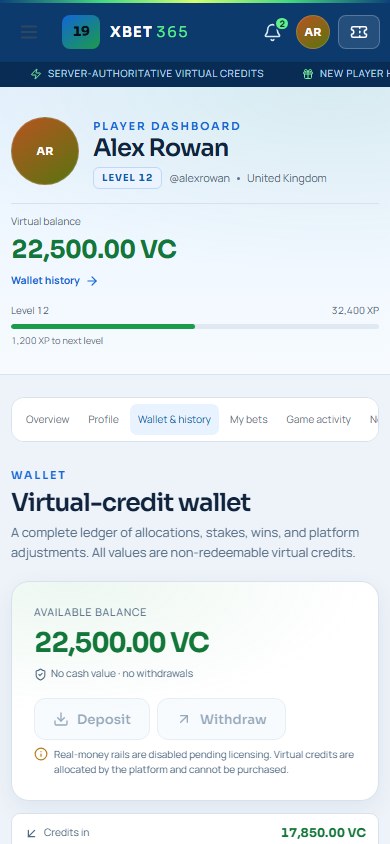 19 XBET 365 2 AR
SERVER-AUTHORITATIVE VIRTUAL CREDITS NEW PLAYER
AR
PLAYER DASHBOARD
Alex Rowan
LEVEL 12 @alexrowan • United Kingdom
Virtual balance
22,500.00 VC
Wallet history
Level 12 32,400 XP
1,200 XP to next level
Overview Profile Wallet & history My bets Game activity
WALLET
Virtual-credit wallet
A complete ledger of allocations, stakes, wins, and platform
adjustments. All values are non-redeemable virtual credits.
AVAILABLE BALANCE
22,500.00 VC
No cash value · no withdrawals
Deposit Withdraw
Real-money rails are disabled pending licensing. Virtual credits are
allocated by the platform and cannot be purchased.
Credits in 17,850.00 VC